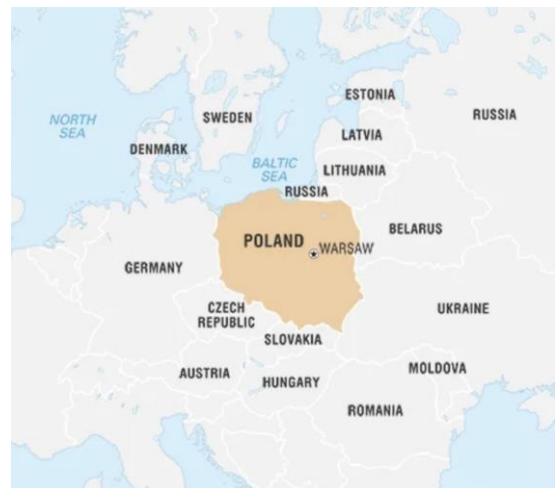 ESTONIA
RUSSIA
NORTH
SEA
SWEDEN
LATVIA
DENMARK
BALTIC
SEA
LITHUANIA
RUSSIA
BELARUS
POLAND
WARSAW
GERMANY
CZECH
REPUBLIC
UKRAINE
SLOVAKIA
AUSTRIA
MOLDOVA
HUNGARY
ROMANIA